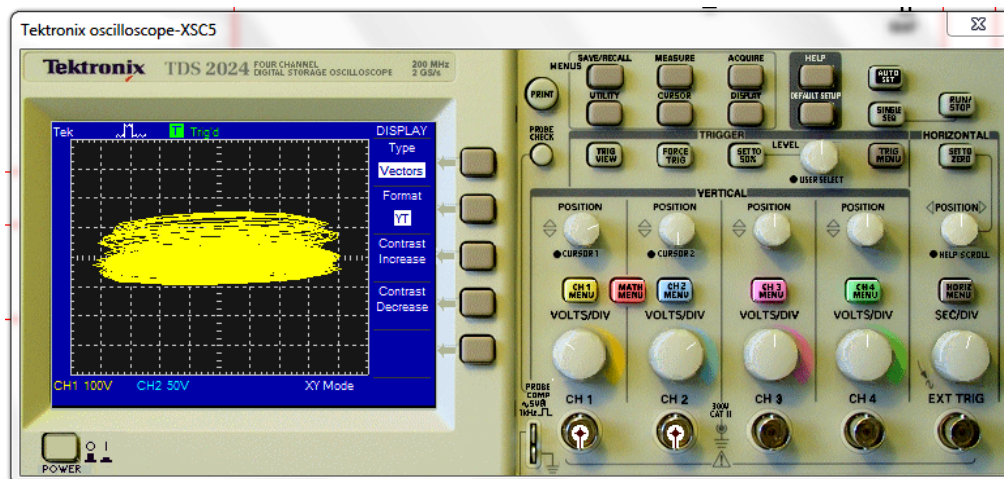 Tektronix oscilloscope-XSC5
Tektronix TDS 2024 FOUR CHANNEL DIGITAL STORAGE OSCILLOSCOPE 200 MHz 2 GS/s
Tek T Trig'd DISPLAY
Type
Vectors
Format
YT
Contrast
Increase
Contrast
Decrease
CH1 100V CH2 50V XY Mode
POWER
O I
PRINT
PROBE
CHECK
MENUS
SAVE/RECALL MEASURE ACQUIRE HELP
UTILITY CURSOR DISPLAY DEFAULT SETUP
AUTO
SET
SINGLE
SEQ
RUN/
STOP
TRIGGER
TRIG
VIEW
FORCE
TRIG
SET TO
50%
LEVEL
USER SELECT
TRIG
MENU
HORIZONTAL
SET TO
ZERO
VERTICAL
POSITION POSITION POSITION POSITION POSITION
CURSOR 1 CURSOR 2 HELP SCROLL
CH 1
MENU
MATH
MENU
CH 2
MENU
CH 3
MENU
CH4
MENU
HORIZ
MENU
VOLTS/DIV VOLTS/DIV VOLTS/DIV VOLTS/DIV SEC/DIV
PROBE
COMP
~5V
1kHz
CH 1 CH 2 CH 3 CH 4 EXT TRIG
300V
CAT II